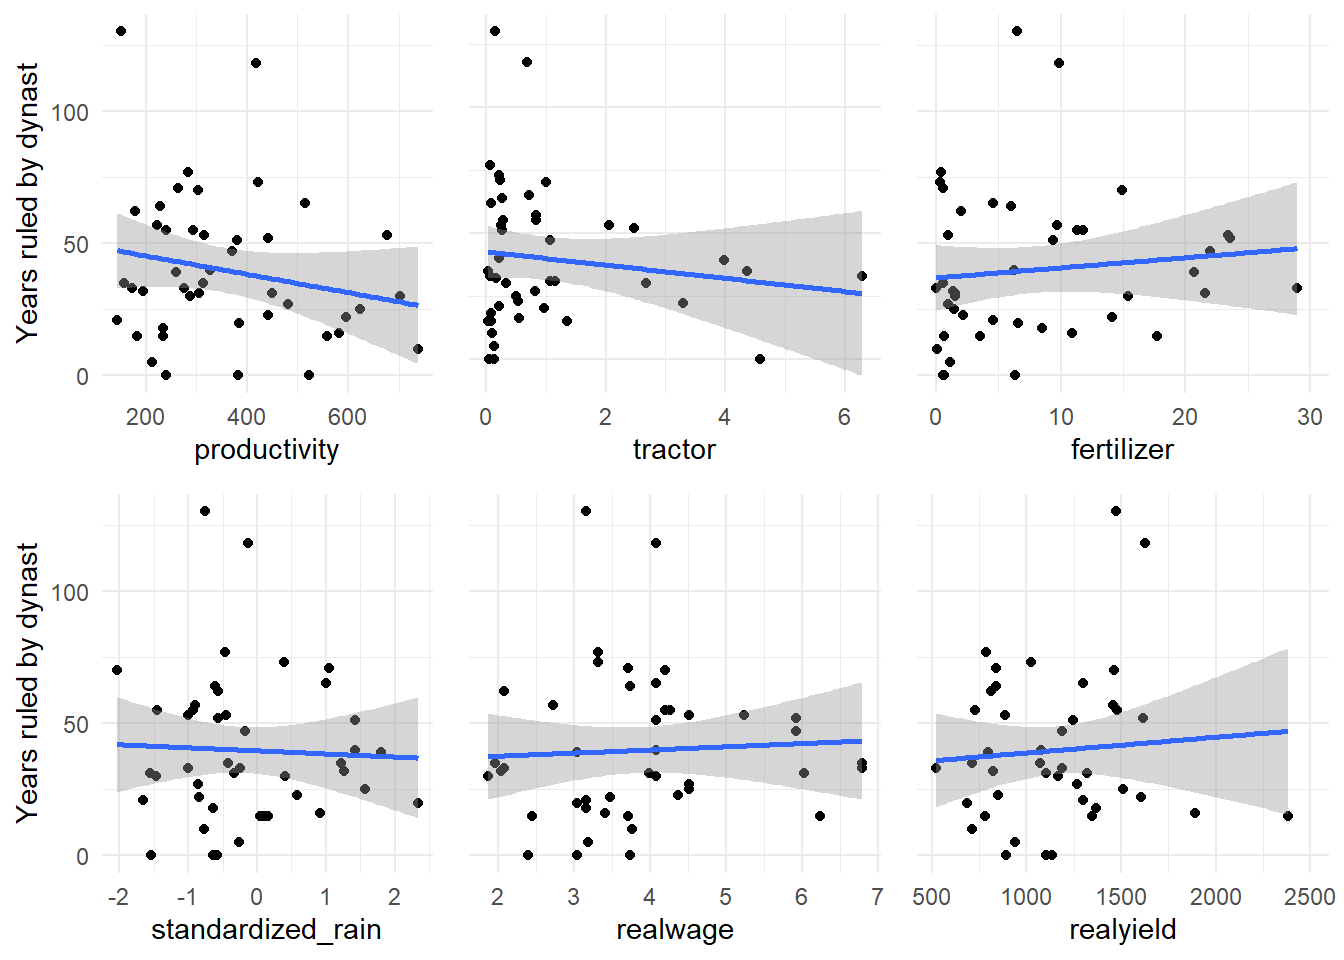 Years ruled by dynast
100
50
0
200 400 600
productivity
0 2 4 6
tractor
0 10 20 30
fertilizer
Years ruled by dynast
100
50
0
-2 -1 0 1 2
standardized_rain
2 3 4 5 6 7
realwage
500 1000 1500 2000 2500
realyield